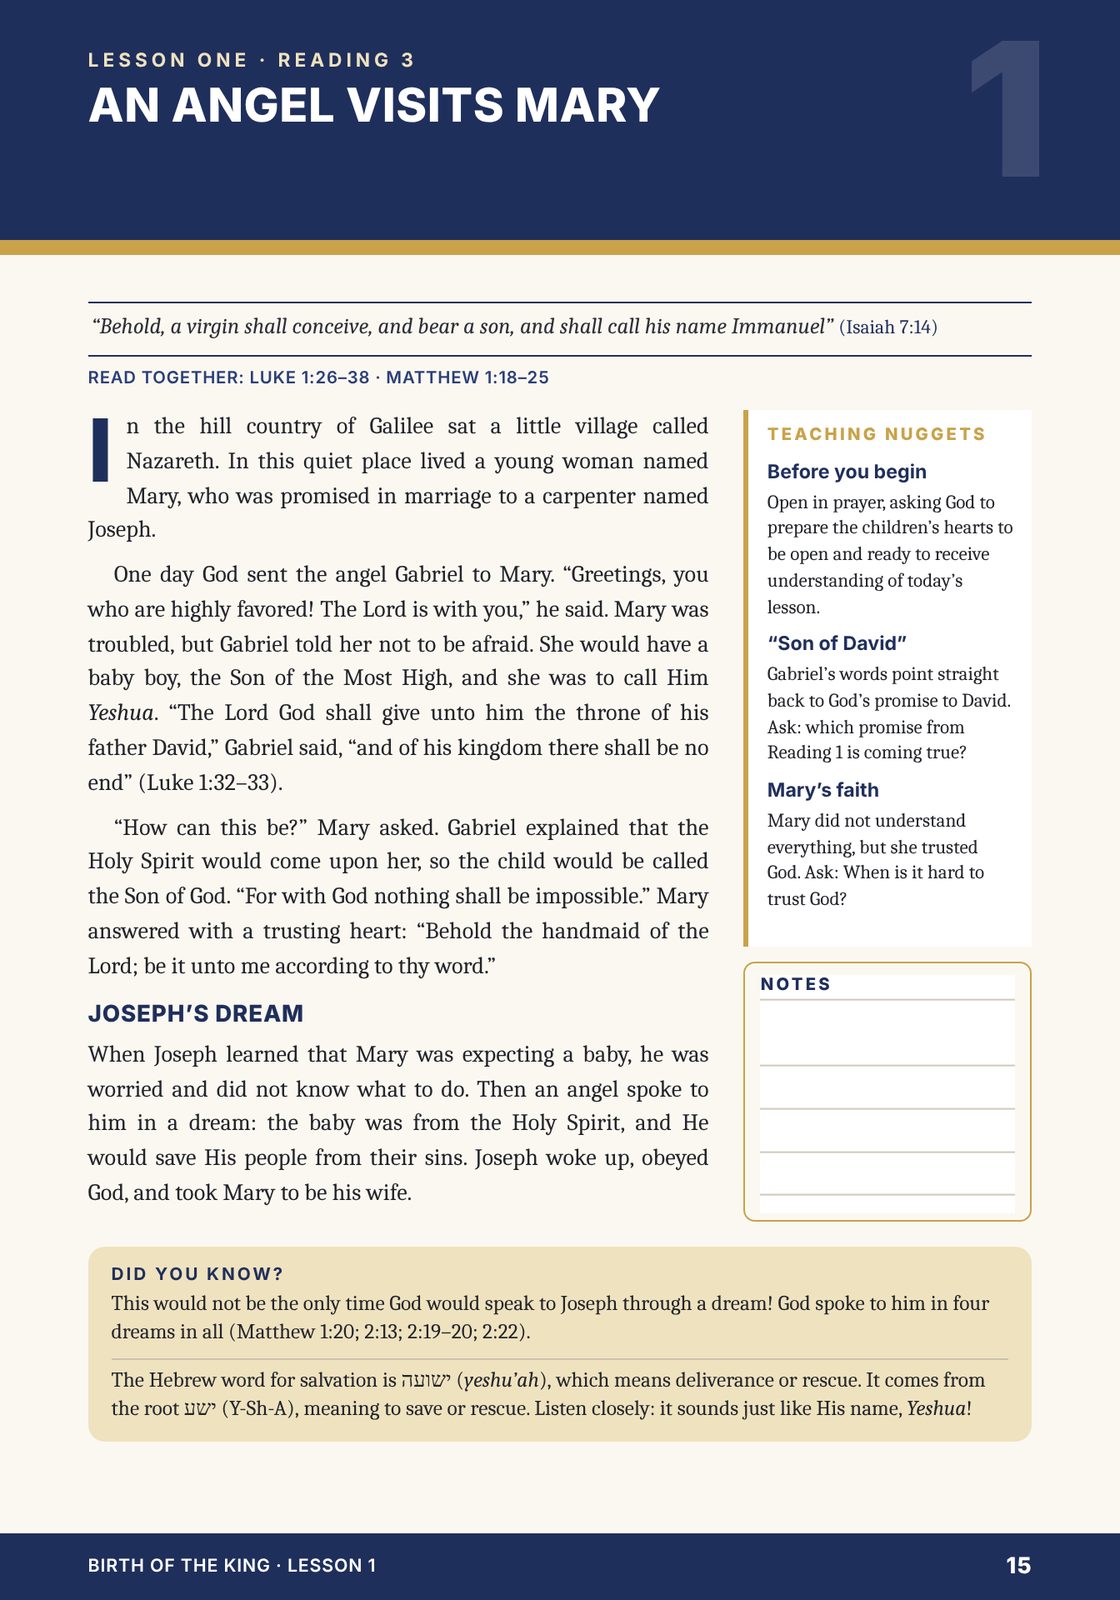 LESSON ONE · READING 3
AN ANGEL VISITS MARY
1
“Behold, a virgin shall conceive, and bear a son, and shall call his name Immanuel” (Isaiah 7:14)
READ TOGETHER: LUKE 1:26–38 · MATTHEW 1:18–25
In the hill country of Galilee sat a little village called
Nazareth. In this quiet place lived a young woman named
Mary, who was promised in marriage to a carpenter named
Joseph.
One day God sent the angel Gabriel to Mary. “Greetings, you
who are highly favored! The Lord is with you,” he said. Mary was
troubled, but Gabriel told her not to be afraid. She would have a
baby boy, the Son of the Most High, and she was to call Him
Yeshua. “The Lord God shall give unto him the throne of his
father David,” Gabriel said, “and of his kingdom there shall be no
end” (Luke 1:32–33).
“How can this be?” Mary asked. Gabriel explained that the
Holy Spirit would come upon her, so the child would be called
the Son of God. “For with God nothing shall be impossible.” Mary
answered with a trusting heart: “Behold the handmaid of the
Lord; be it unto me according to thy word.”
JOSEPH’S DREAM
When Joseph learned that Mary was expecting a baby, he was
worried and did not know what to do. Then an angel spoke to
him in a dream: the baby was from the Holy Spirit, and He
would save His people from their sins. Joseph woke up, obeyed
God, and took Mary to be his wife.
TEACHING NUGGETS
Before you begin
Open in prayer, asking God to
prepare the children’s hearts to
be open and ready to receive
understanding of today’s
lesson.
“Son of David”
Gabriel’s words point straight
back to God’s promise to David.
Ask: which promise from
Reading 1 is coming true?
Mary’s faith
Mary did not understand
everything, but she trusted
God. Ask: When is it hard to
trust God?
NOTES
DID YOU KNOW?
This would not be the only time God would speak to Joseph through a dream! God spoke to him in four
dreams in all (Matthew 1:20; 2:13; 2:19–20; 2:22).
The Hebrew word for salvation is ישועה (yeshu’ah), which means deliverance or rescue. It comes from
the root ישע (Y-Sh-A), meaning to save or rescue. Listen closely: it sounds just like His name, Yeshua!
BIRTH OF THE KING · LESSON 1
15